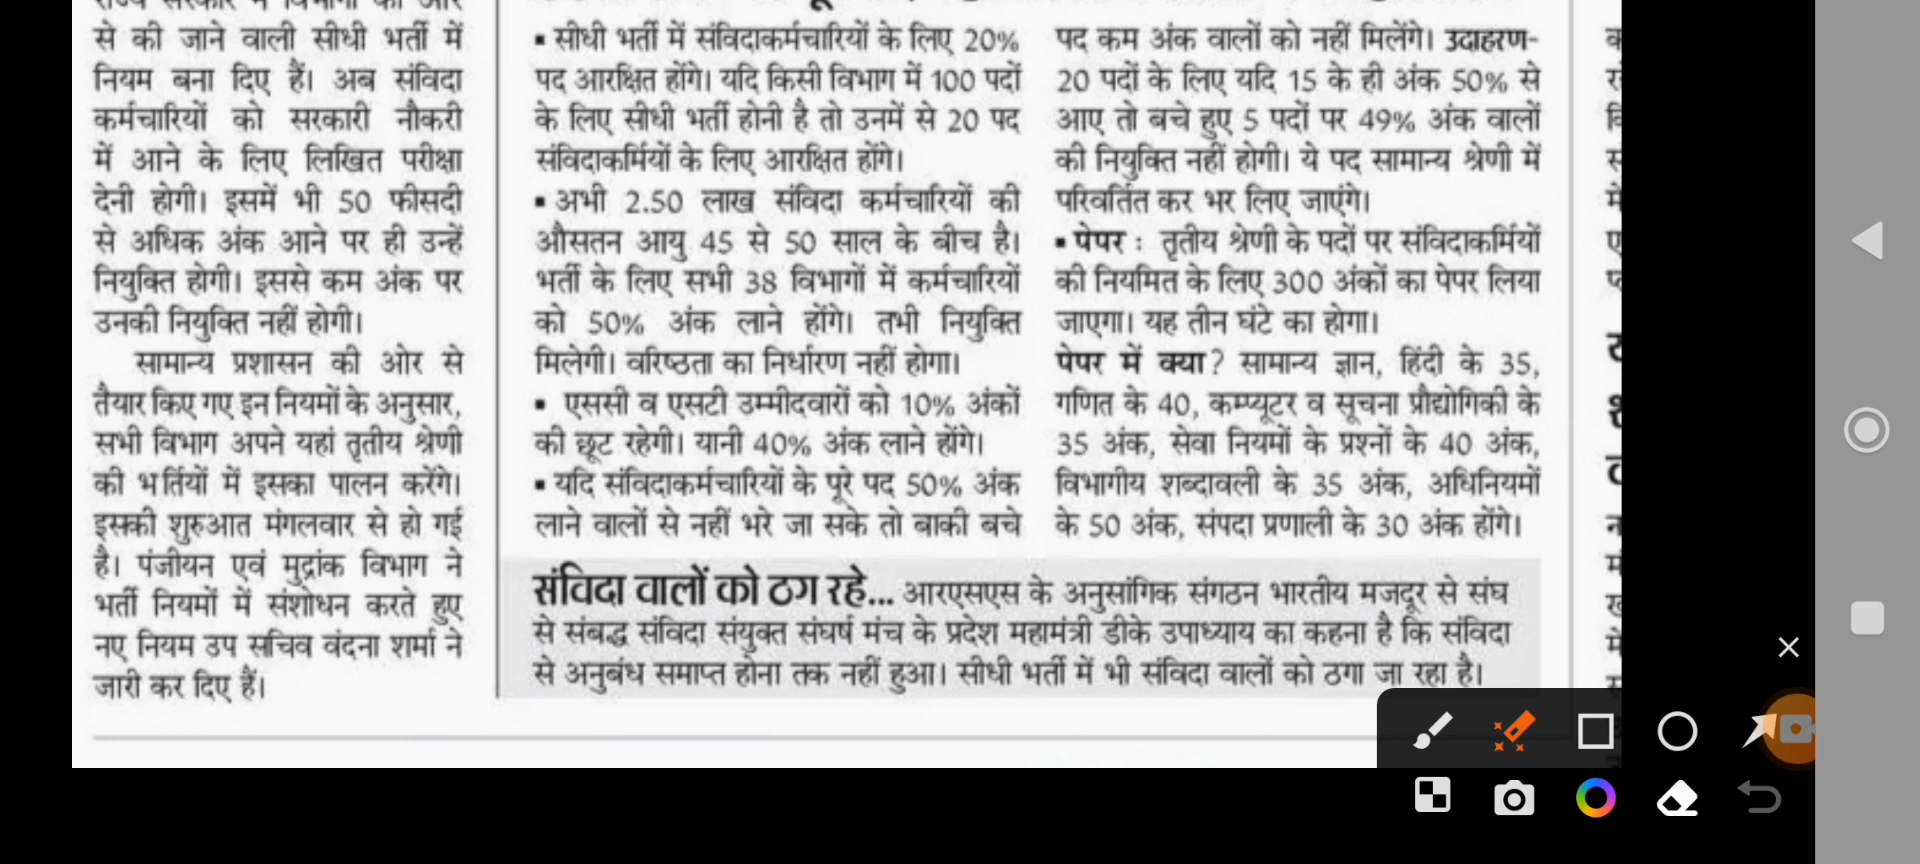 से की जाने वाली सीधी भर्ती में
नियम बना दिए हैं। अब संविदा
कर्मचारियों को सरकारी नौकरी
में आने के लिए लिखित परीक्षा
देनी होगी। इसमें भी 50 फीसदी
से अधिक अंक आने पर ही उन्हें
नियुक्ति होगी। इससे कम अंक पर
उनकी नियुक्ति नहीं होगी।
सामान्य प्रशासन की ओर से
तैयार किए गए इन नियमों के अनुसार,
सभी विभाग अपने यहां तृतीय श्रेणी
की भर्तियों में इसका पालन करेंगे।
इसकी शुरुआत मंगलवार से हो गई
है। पंजीयन एवं मुद्रांक विभाग ने
भर्ती नियमों में संशोधन करते हुए
नए नियम उप सचिव वंदना शर्मा ने
जारी कर दिए हैं।
▪ सीधी भर्ती में संविदाकर्मचारियों के लिए 20%
पद आरक्षित होंगे। यदि किसी विभाग में 100 पदों
के लिए सीधी भर्ती होनी है तो उनमें से 20 पद
संविदाकर्मियों के लिए आरक्षित होंगे।
▪ अभी 2.50 लाख संविदा कर्मचारियों की
औसतन आयु 45 से 50 साल के बीच है।
भर्ती के लिए सभी 38 विभागों में कर्मचारियों
को 50% अंक लाने होंगे। तभी नियुक्ति
मिलेगी। वरिष्ठता का निर्धारण नहीं होगा।
▪ एससी व एसटी उम्मीदवारों को 10% अंकों
की छूट रहेगी। यानी 40% अंक लाने होंगे।
▪ यदि संविदाकर्मचारियों के पूरे पद 50% अंक
लाने वालों से नहीं भरे जा सके तो बाकी बचे
पद कम अंक वालों को नहीं मिलेंगे। उदाहरण-
20 पदों के लिए यदि 15 के ही अंक 50% से
आए तो बचे हुए 5 पदों पर 49% अंक वालों
की नियुक्ति नहीं होगी। ये पद सामान्य श्रेणी में
परिवर्तित कर भर लिए जाएंगे।
▪ पेपर : तृतीय श्रेणी के पदों पर संविदाकर्मियों
की नियमित के लिए 300 अंकों का पेपर लिया
जाएगा। यह तीन घंटे का होगा।
पेपर में क्या? सामान्य ज्ञान, हिंदी के 35,
गणित के 40, कम्प्यूटर व सूचना प्रौद्योगिकी के
35 अंक, सेवा नियमों के प्रश्नों के 40 अंक,
विभागीय शब्दावली के 35 अंक, अधिनियमों
के 50 अंक, संपदा प्रणाली के 30 अंक होंगे।
संविदा वालों को ठग रहे... आरएसएस के अनुसांगिक संगठन भारतीय मजदूर से संघ
से संबद्ध संविदा संयुक्त संघर्ष मंच के प्रदेश महामंत्री डीके उपाध्याय का कहना है कि संविदा
से अनुबंध समाप्त होना तक नहीं हुआ। सीधी भर्ती में भी संविदा वालों को ठगा जा रहा है।